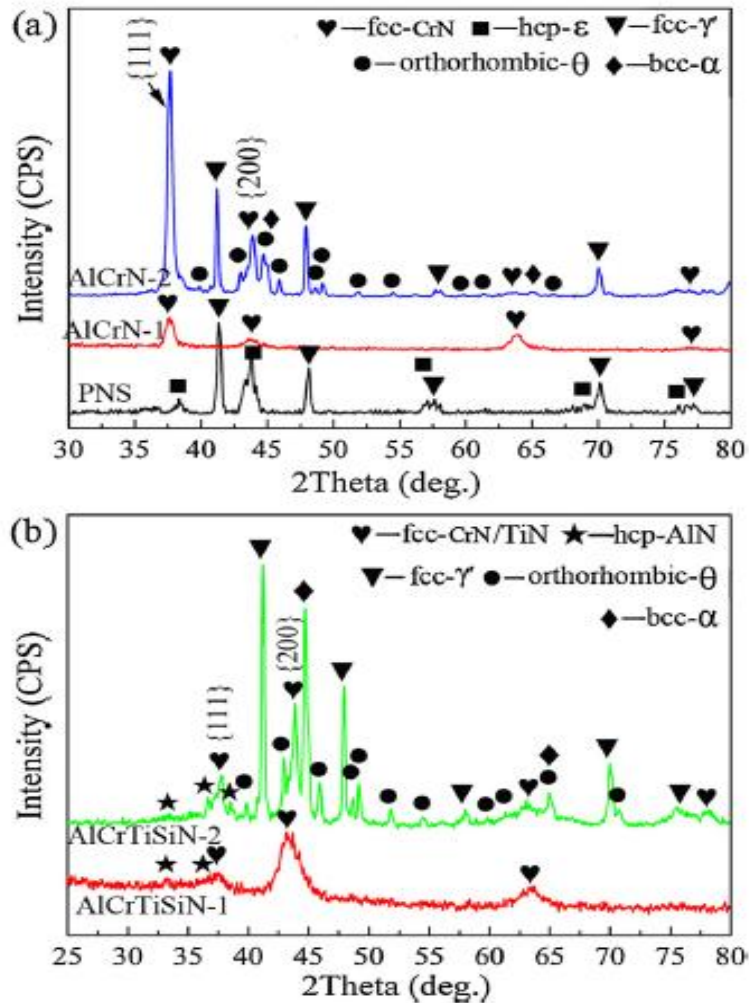 (a)
♥—fcc-CrN ■—hcp-ε ▼—fcc-γ'
●—orthorhombic-θ ◆—bcc-α
{111}
{200}
Intensity (CPS)
AlCrN-2
AlCrN-1
PNS
30 35 40 45 50 55 60 65 70 75 80
2Theta (deg.)
(b)
♥—fcc-CrN/TiN ★—hcp-AlN
▼—fcc-γ' ●—orthorhombic-θ
◆—bcc-α
{111}
{200}
Intensity (CPS)
AlCrTiSiN-2
AlCrTiSiN-1
25 30 35 40 45 50 55 60 65 70 75 80
2Theta (deg.)